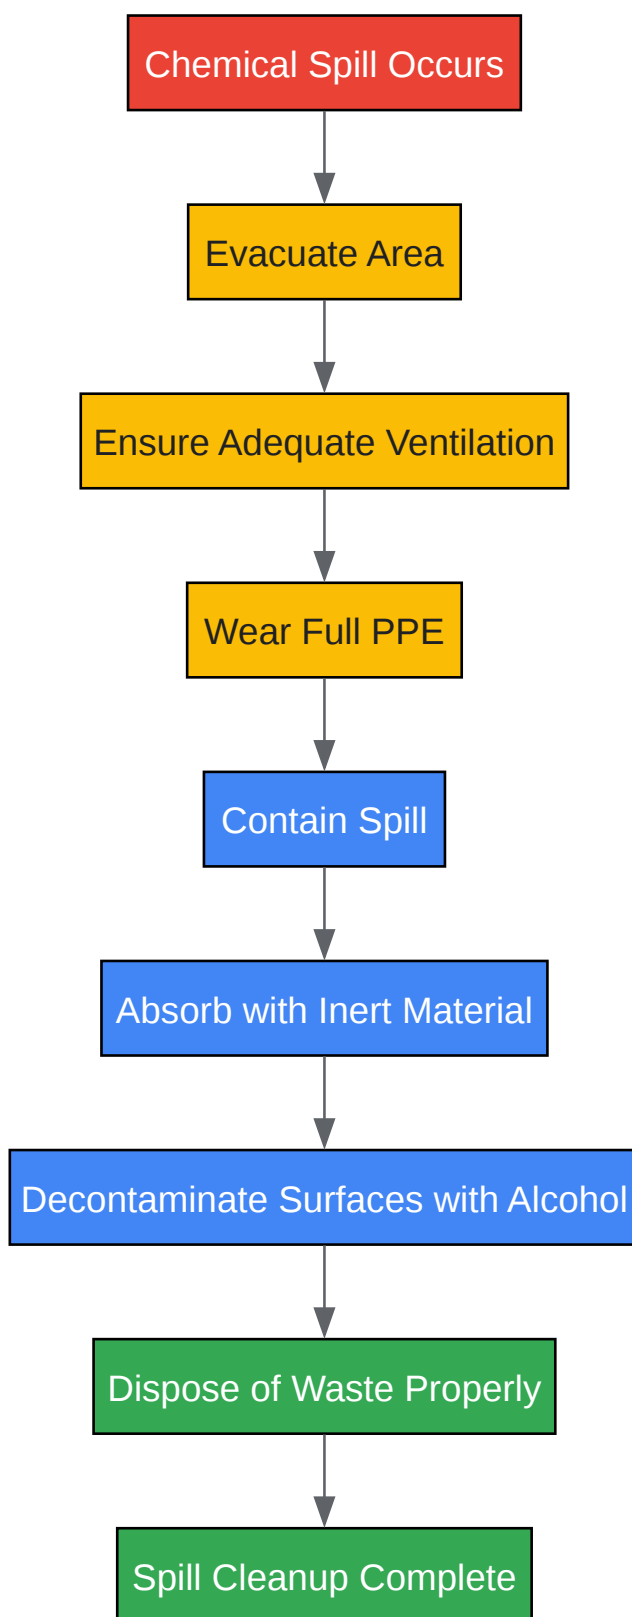 Chemical Spill Occurs
Evacuate Area
Ensure Adequate Ventilation
Wear Full PPE
Contain Spill
Absorb with Inert Material
Decontaminate Surfaces with Alcohol
Dispose of Waste Properly
Spill Cleanup Complete